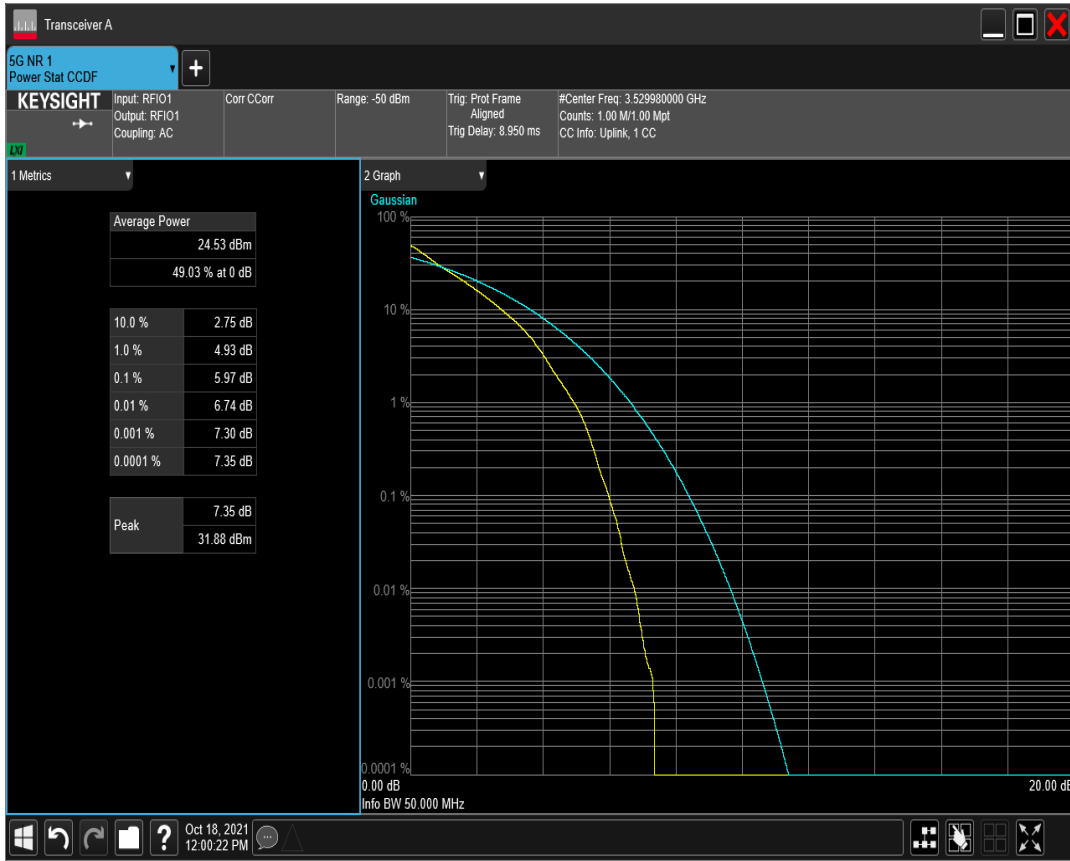 Transceiver A
5G NR 1
Power Stat CCDF
+
KEYSIGHT
LXI
Input: RFIO1
Output: RFIO1
Coupling: AC
Corr CCorr
Range: -50 dBm
Trig: Prot Frame
Aligned
Trig Delay: 8.950 ms
#Center Freq: 3.529980000 GHz
Counts: 1.00 M/1.00 Mpt
CC Info: Uplink, 1 CC
1 Metrics
Average Power
24.53 dBm
49.03 % at 0 dB
10.0 % 2.75 dB
1.0 % 4.93 dB
0.1 % 5.97 dB
0.01 % 6.74 dB
0.001 % 7.30 dB
0.0001 % 7.35 dB
Peak 7.35 dB
31.88 dBm
2 Graph
Gaussian
100 %
10 %
1 %
0.1 %
0.01 %
0.001 %
0.0001 %
0.00 dB 20.00 dB
Info BW 50.000 MHz
?
Oct 18, 2021
12:00:22 PM